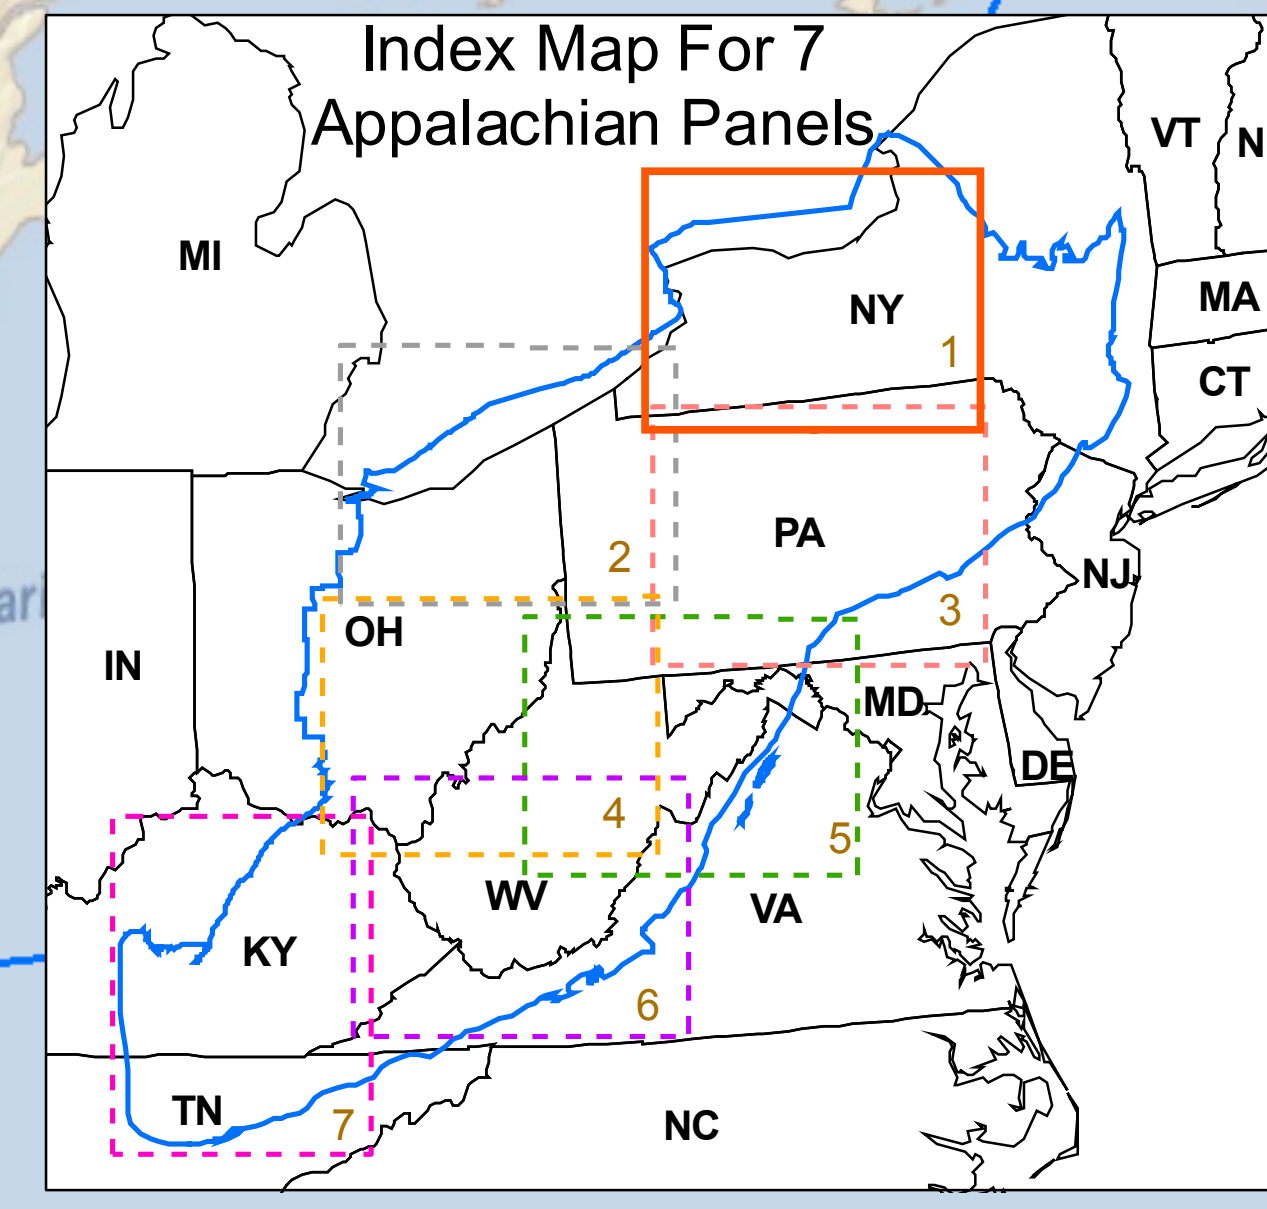 Index Map For 7
Appalachian Panels
VT
N
MI
MA
NY
1
CT
PA
2
NJ
ari
3
OH
IN
MD
DE
4
5
WV
VA
KY
6
TN
7
NC